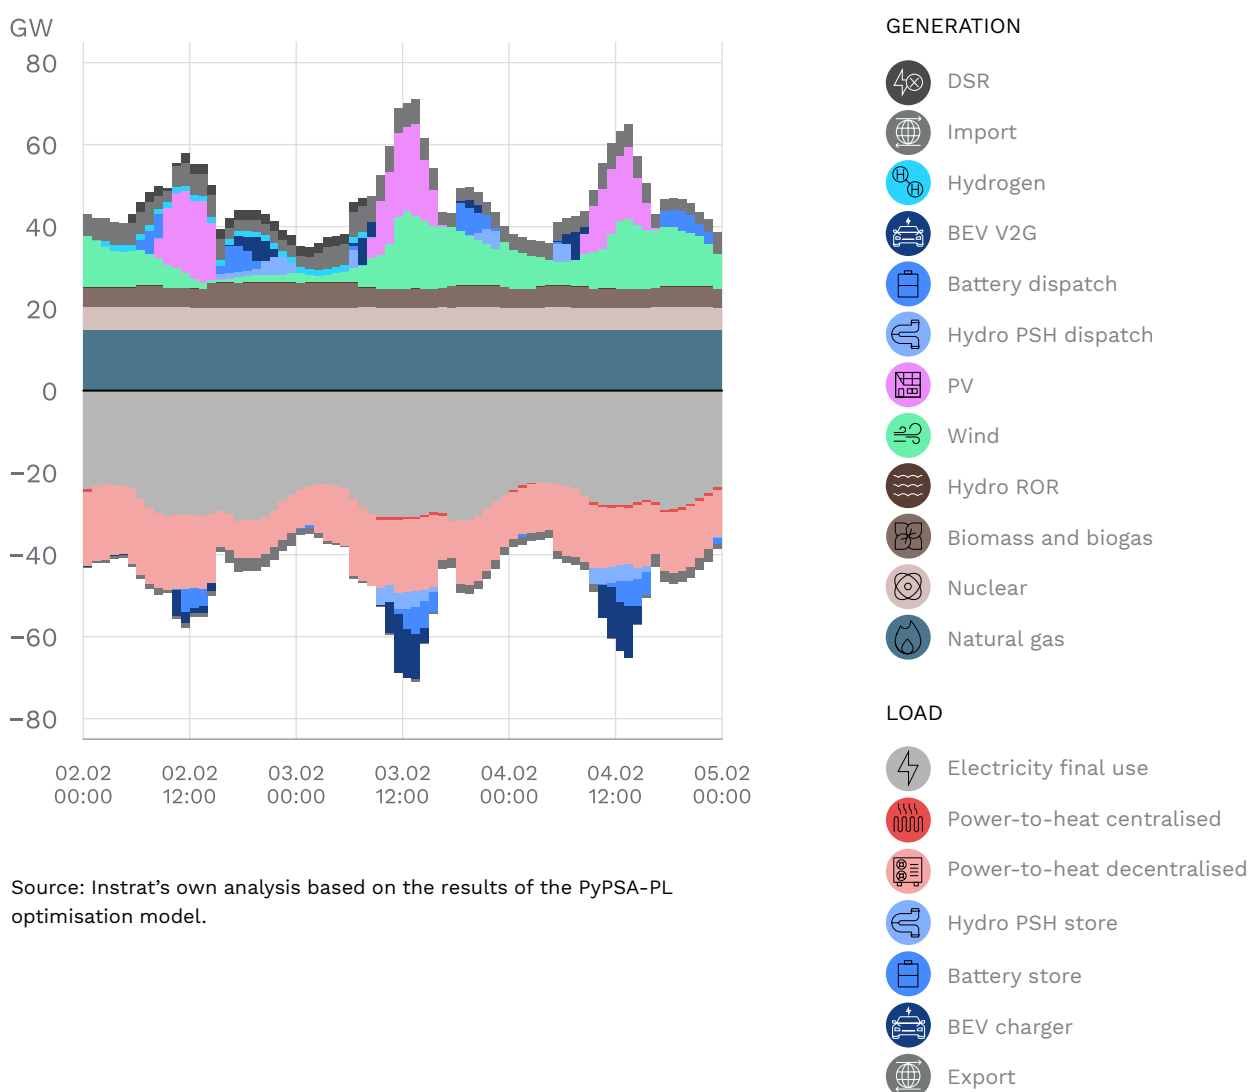 GW
80
60
40
20
0
−20
−40
−60
−80
02.02 00:00
02.02 12:00
03.02 00:00
03.02 12:00
04.02 00:00
04.02 12:00
05.02 00:00
Source: Instrat’s own analysis based on the results of the PyPSA-PL
optimisation model.
GENERATION
DSR
Import
H H
Hydrogen
BEV V2G
Battery dispatch
Hydro PSH dispatch
PV
Wind
Hydro ROR
Biomass and biogas
Nuclear
Natural gas
LOAD
Electricity final use
Power-to-heat centralised
Power-to-heat decentralised
Hydro PSH store
Battery store
BEV charger
Export